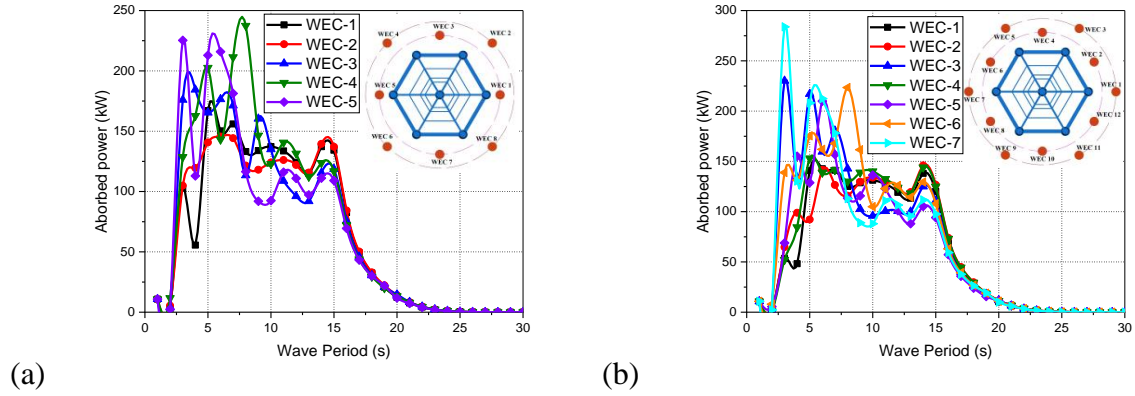 250
200
150
100
50
0
Aborbed power (kW)
0 5 10 15 20 25 30
Wave Period (s)
WEC-1
WEC-2
WEC-3
WEC-4
WEC-5
WEC 3
WEC 4
WEC 2
WEC 5
WEC 1
WEC 6
WEC 8
WEC 7
(a)
300
250
200
150
100
50
0
Aborbed power (kW)
0 5 10 15 20 25 30
Wave Period (s)
WEC-1
WEC-2
WEC-3
WEC-4
WEC-5
WEC-6
WEC-7
WEC 5
WEC 3
WEC 4
WEC 6
WEC 2
WEC 7
WEC 1
WEC 8
WEC 12
WEC 9
WEC 10
WEC 11
(b)